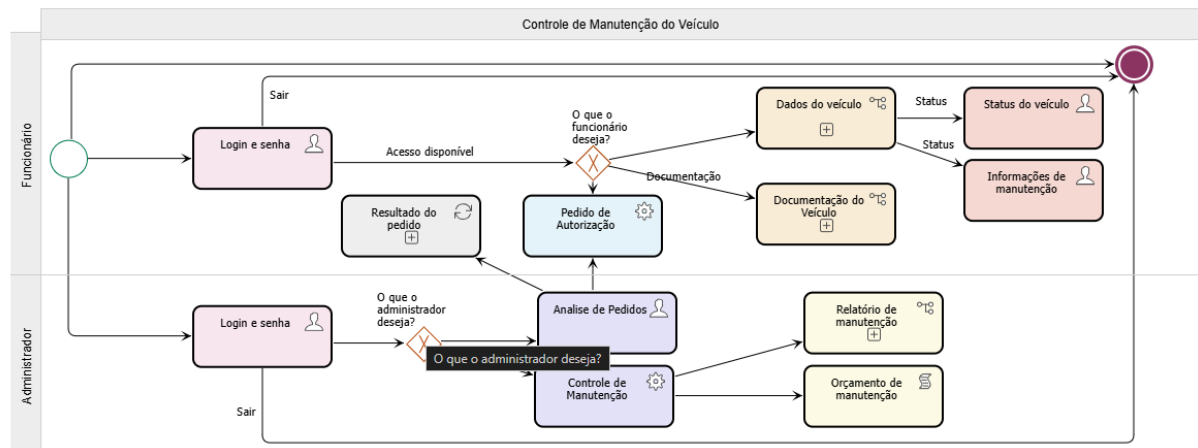 Controle de Manutenção do Veículo
Funcionário
Sair
Login e senha
Acesso disponível
O que o
funcionário
deseja?
Dados do veículo
Status
Status do veículo
Status
Informações de
manutenção
Documentação
Documentação do
Veículo
Resultado do
pedido
Pedido de
Autorização
Administrador
Login e senha
O que o
administrador
deseja?
O que o administrador deseja?
Analise de Pedidos
Controle de
Manutenção
Relatório de
manutenção
Orçamento de
manutenção
Sair